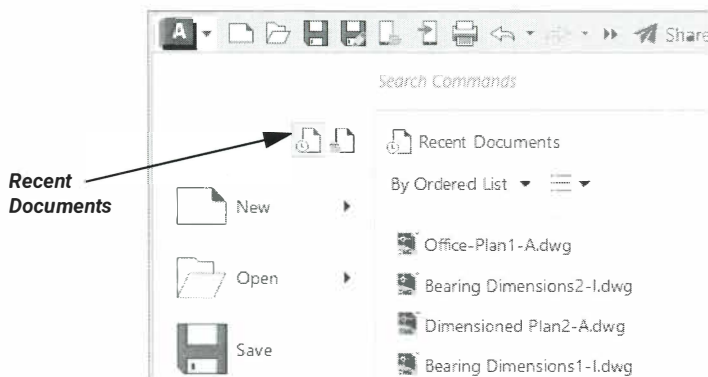 A
Share
Search Commands
Recent Documents
By Ordered List
Recent
Documents
New
Office-Plan1-A.dwg
Open
Bearing Dimensions2-I.dwg
Dimensioned Plan2-A.dwg
Save
Bearing Dimensions1-I.dwg